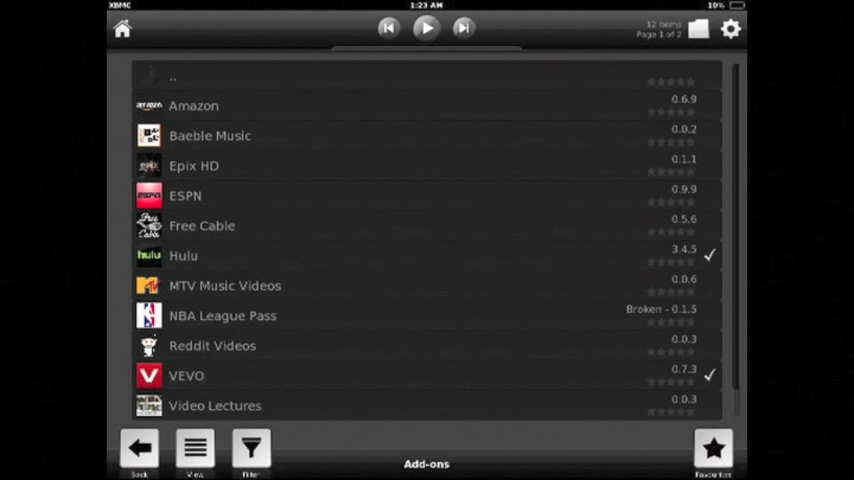 XBMC 1:23 AM 10%
12 Items
Page 1 of 2
..
Amazon 0.6.9
Baeble Music 0.0.2
Epix HD 0.1.1
ESPN 0.9.9
Free Cable 0.5.6
hulu Hulu 3.4.5
MTV Music Videos 0.0.6
NBA League Pass Broken - 0.1.5
Reddit Videos 0.0.3
VEVO 0.7.3
Video Lectures 0.0.3
Back View Filter Add-ons Favourites